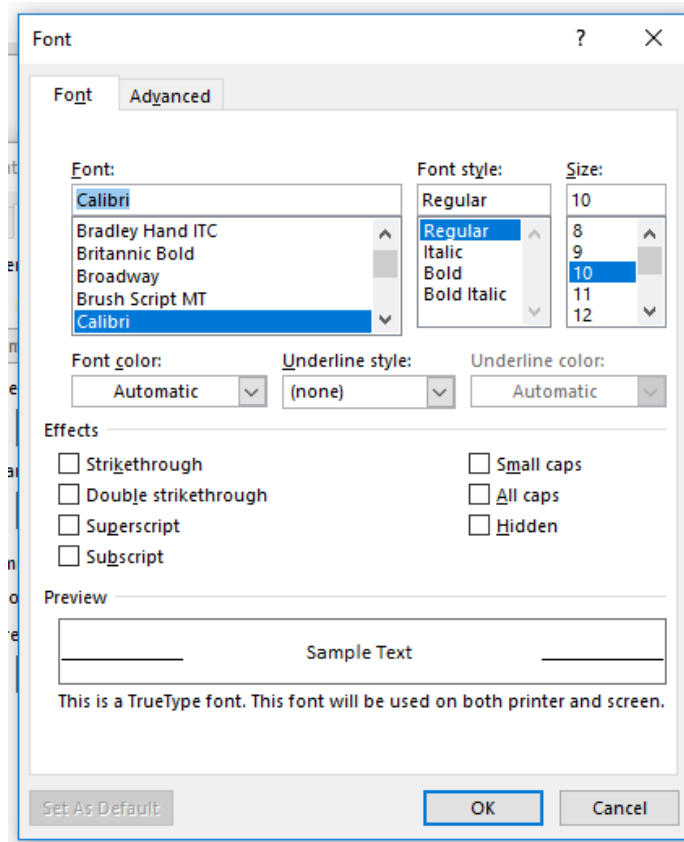 Font ?
Font Advanced
Font: Font style: Size:
Calibri Regular 10
Bradley Hand ITC Regular 8
Britannic Bold Italic 9
Broadway Bold 10
Brush Script MT Bold Italic 11
Calibri 12
Font color: Underline style: Underline color:
Automatic (none) Automatic
Effects
Strikethrough Small caps
Double strikethrough All caps
Superscript Hidden
Subscript
Preview
Sample Text
This is a TrueType font. This font will be used on both printer and screen.
Set As Default OK Cancel